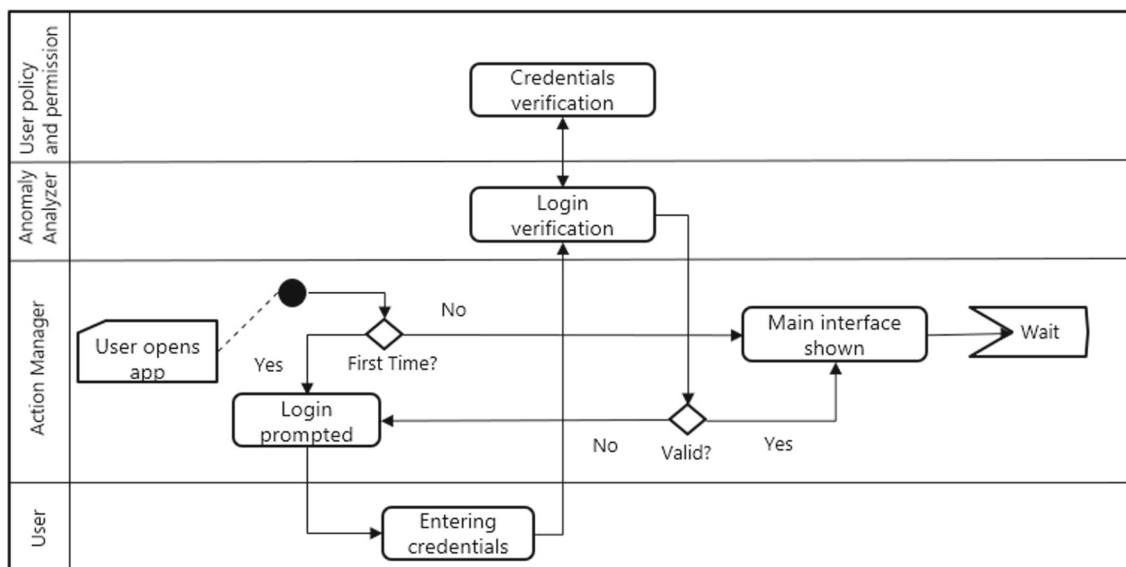 User policy
and permission
Credentials
verification
Anomaly
Analyzer
Login
verification
Action Manager
User opens
app
No
Yes
First Time?
Main interface
shown
Wait
Login
prompted
No
Valid?
Yes
User
Entering
credentials